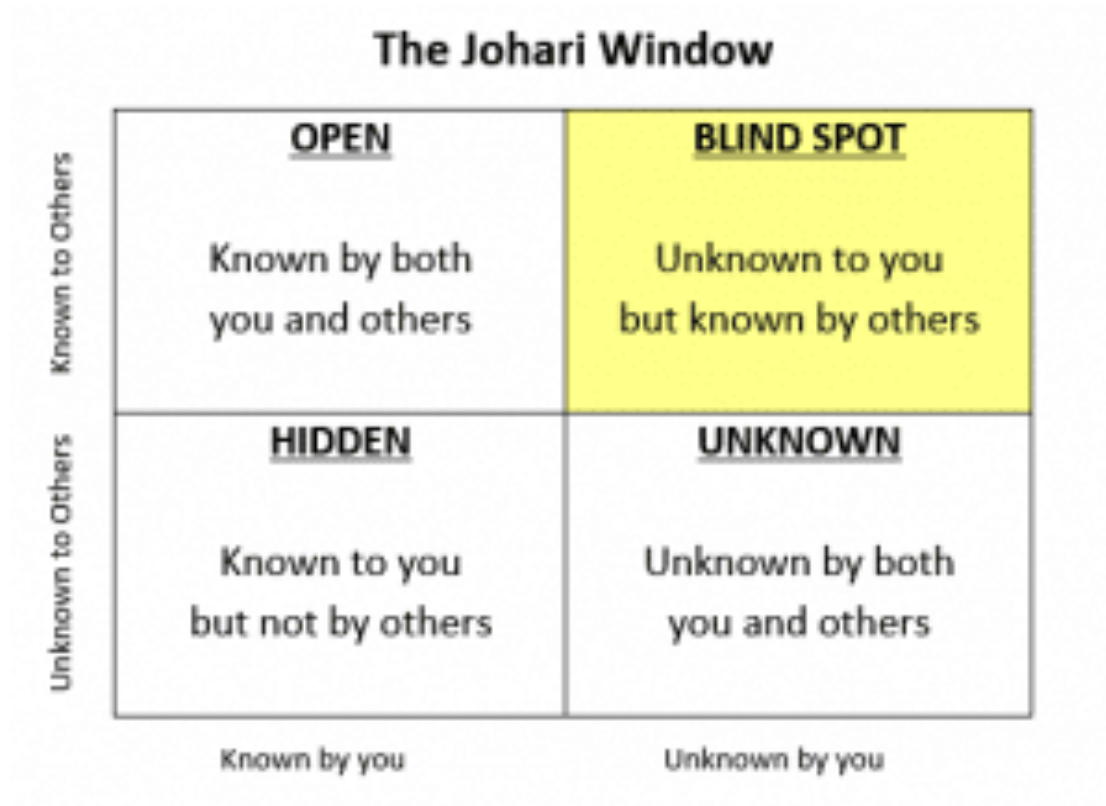 The Johari Window
Known to Others
OPEN
Known by both
you and others
BLIND SPOT
Unknown to you
but known by others
Unknown to Others
HIDDEN
Known to you
but not by others
UNKNOWN
Unknown by both
you and others
Known by you
Unknown by you